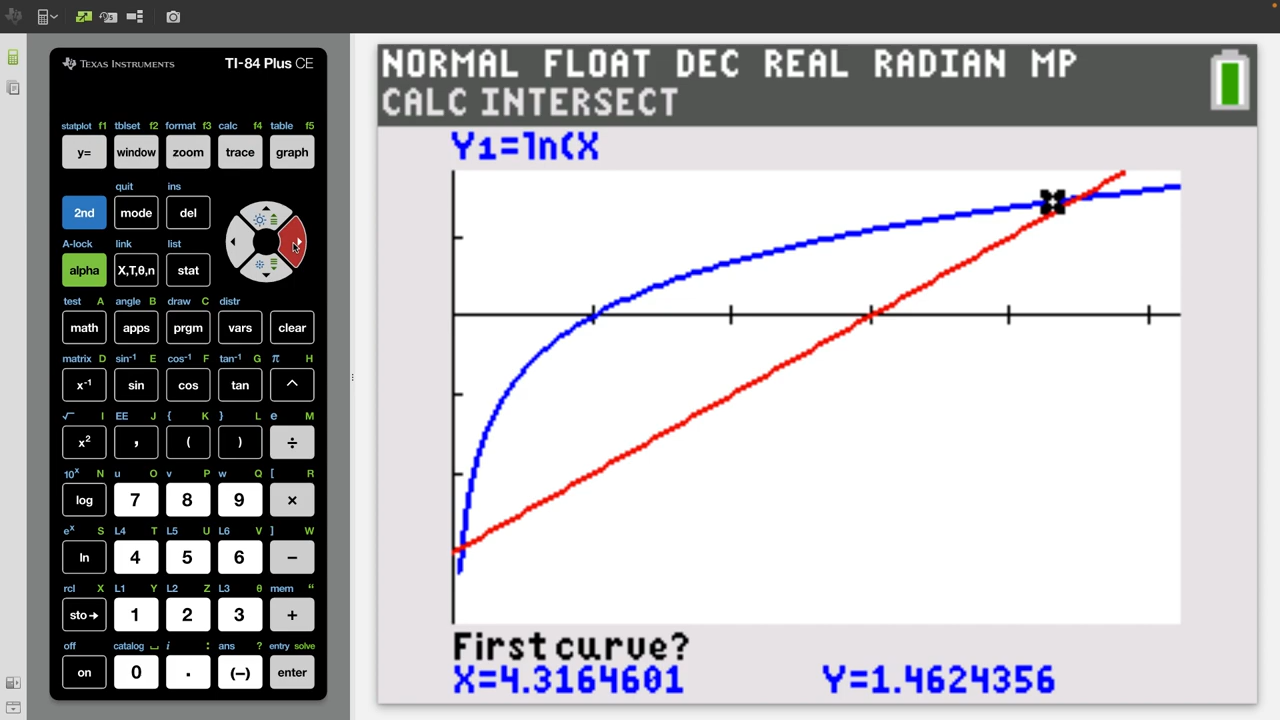 TEXAS INSTRUMENTS TI-84 Plus CE
statplot f1 tblset f2 format f3 calc f4 table f5
y= window zoom trace graph
quit ins
2nd mode del
A-lock link list
alpha X,T,θ,n stat
test A angle B draw C distr
math apps prgm vars clear
matrix D sin⁻¹ E cos⁻¹ F tan⁻¹ G π H
x⁻¹ sin cos tan ^
√ I EE J { K } L e M
x² , ( ) ÷
10ˣ N u O v P w Q [ R
log 7 8 9 ×
eˣ S L4 T L5 U L6 V ] W
ln 4 5 6 −
rcl X L1 Y L2 Z L3 θ mem “
sto→ 1 2 3 +
off catalog ⎵ i : ans ? entry solve
on 0 . (−) enter
NORMAL FLOAT DEC REAL RADIAN MP
CALC INTERSECT
Y1=ln(X
First curve?
X=4.3164601 Y=1.4624356